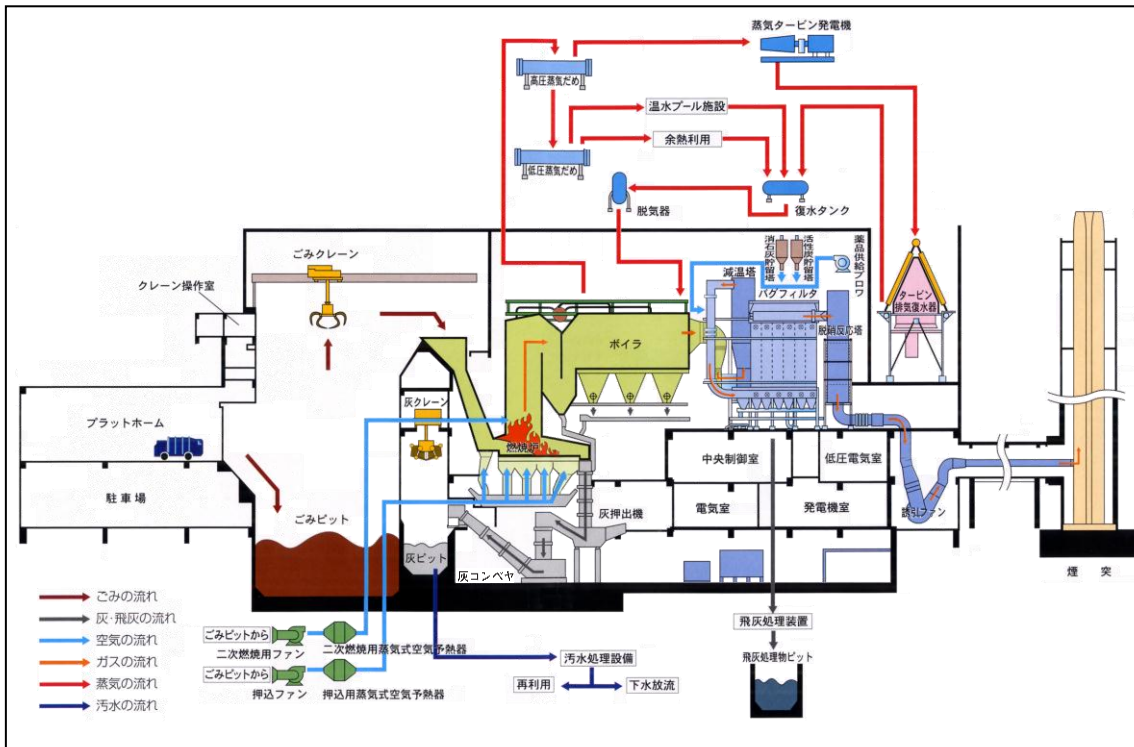 蒸気タービン発電機
高圧蒸気だめ
温水プール施設
余熱利用
低圧蒸気だめ
脱気器
復水タンク
ごみクレーン
クレーン操作室
消石灰貯留塔
活性炭貯留塔
薬品供給ブロワ
減温塔
バグフィルタ
脱硝反応塔
タービン
排気復水器
ボイラ
灰クレーン
プラットホーム
燃焼炉
中央制御室
低圧電気室
駐車場
ごみピット
灰押出機
電気室
発電機室
誘引ファン
灰ピット
灰コンベヤ
煙突
ごみの流れ
灰・飛灰の流れ
空気の流れ
ガスの流れ
蒸気の流れ
汚水の流れ
ごみピットから
二次燃焼用ファン
二次燃焼用蒸気式空気予熱器
ごみピットから
押込ファン
押込用蒸気式空気予熱器
汚水処理設備
再利用
下水放流
飛灰処理装置
飛灰処理物ピット